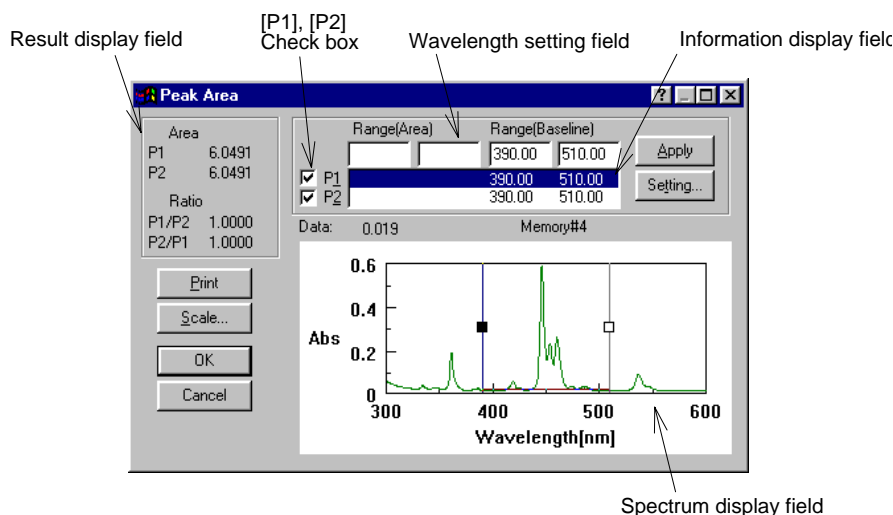 [P1], [P2]
Result display field Check box Wavelength setting field Information display field
Peak Area
Area
P1 6.0491
P2 6.0491
Ratio
P1/P2 1.0000
P2/P1 1.0000
Range(Area) Range(Baseline)
390.00 510.00 Apply
P1 390.00 510.00 Setting...
P2 390.00 510.00
Data: 0.019 Memory#4
Print
Scale...
OK
Cancel
0.6
0.4
Abs
0.2
0
300 400 500 600
Wavelength[nm]
Spectrum display field